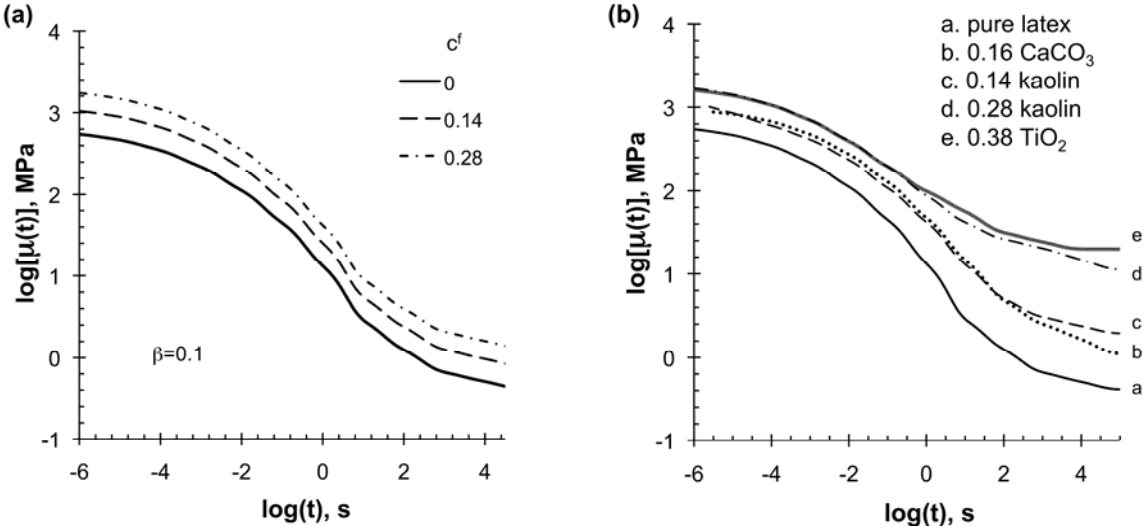 (a)
4
3
2
1
0
-1
log[μ(t)], MPa
cᶠ
0
0.14
0.28
β=0.1
-6 -4 -2 0 2 4
log(t), s
(b)
a. pure latex
b. 0.16 CaCO₃
c. 0.14 kaolin
d. 0.28 kaolin
e. 0.38 TiO₂
4
3
2
1
0
-1
log[μ(t)], MPa
e
d
c
b
a
-6 -4 -2 0 2 4
log(t), s